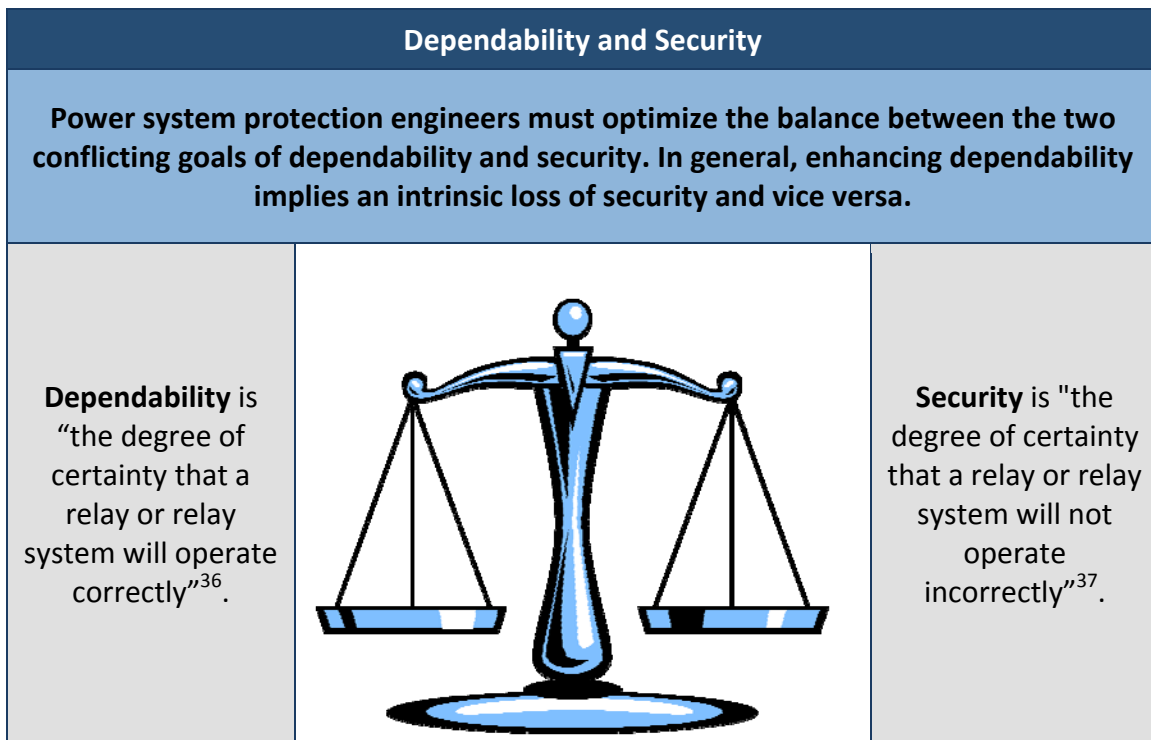 Dependability and Security
Power system protection engineers must optimize the balance between the two
conflicting goals of dependability and security. In general, enhancing dependability
implies an intrinsic loss of security and vice versa.
Dependability is
“the degree of
certainty that a
relay or relay
system will operate
correctly”36.
Security is "the
degree of certainty
that a relay or relay
system will not
operate
incorrectly”37.